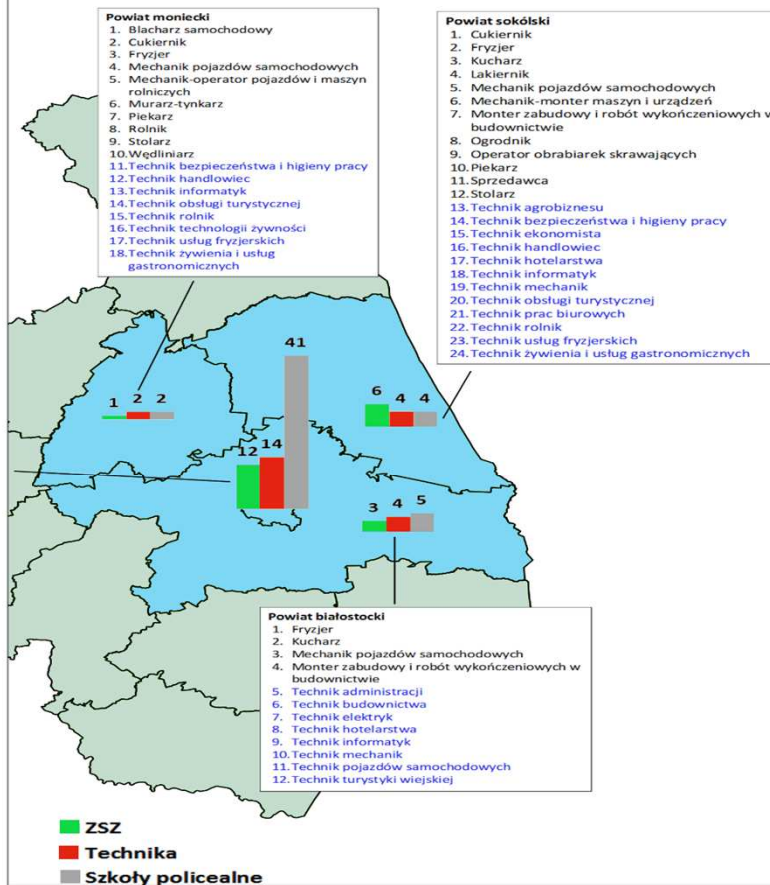 Powiat moniecki
1. Blacharz samochodowy
2. Cukiernik
3. Fryzjer
4. Mechanik pojazdów samochodowych
5. Mechanik-operator pojazdów i maszyn
rolniczych
6. Murarz-tynkarz
7. Piekarz
8. Rolnik
9. Stolarz
10. Wędliniarz
11. Technik bezpieczeństwa i higieny pracy
12. Technik handlowiec
13. Technik informatyk
14. Technik obsługi turystycznej
15. Technik rolnik
16. Technik technologii żywności
17. Technik usług fryzjerskich
18. Technik żywienia i usług
gastronomicznych
Powiat sokólski
1. Cukiernik
2. Fryzjer
3. Kucharz
4. Lakiernik
5. Mechanik pojazdów samochodowych
6. Mechanik-monter maszyn i urządzeń
7. Monter zabudowy i robót wykończeniowych w
budownictwie
8. Ogrodnik
9. Operator obrabiarek skrawających
10. Piekarz
11. Sprzedawca
12. Stolarz
13. Technik agrobiznesu
14. Technik bezpieczeństwa i higieny pracy
15. Technik ekonomista
16. Technik handlowiec
17. Technik hotelarstwa
18. Technik informatyk
19. Technik mechanik
20. Technik obsługi turystycznej
21. Technik prac biurowych
22. Technik rolnik
23. Technik usług fryzjerskich
24. Technik żywienia i usług gastronomicznych
41
1 2 2
6 4 4
12 14
3 4 5
Powiat białostocki
1. Fryzjer
2. Kucharz
3. Mechanik pojazdów samochodowych
4. Monter zabudowy i robót wykończeniowych w
budownictwie
5. Technik administracji
6. Technik budownictwa
7. Technik elektryk
8. Technik hotelarstwa
9. Technik informatyk
10. Technik mechanik
11. Technik pojazdów samochodowych
12. Technik turystyki wiejskiej
ZSZ
Technika
Szkoły policealne